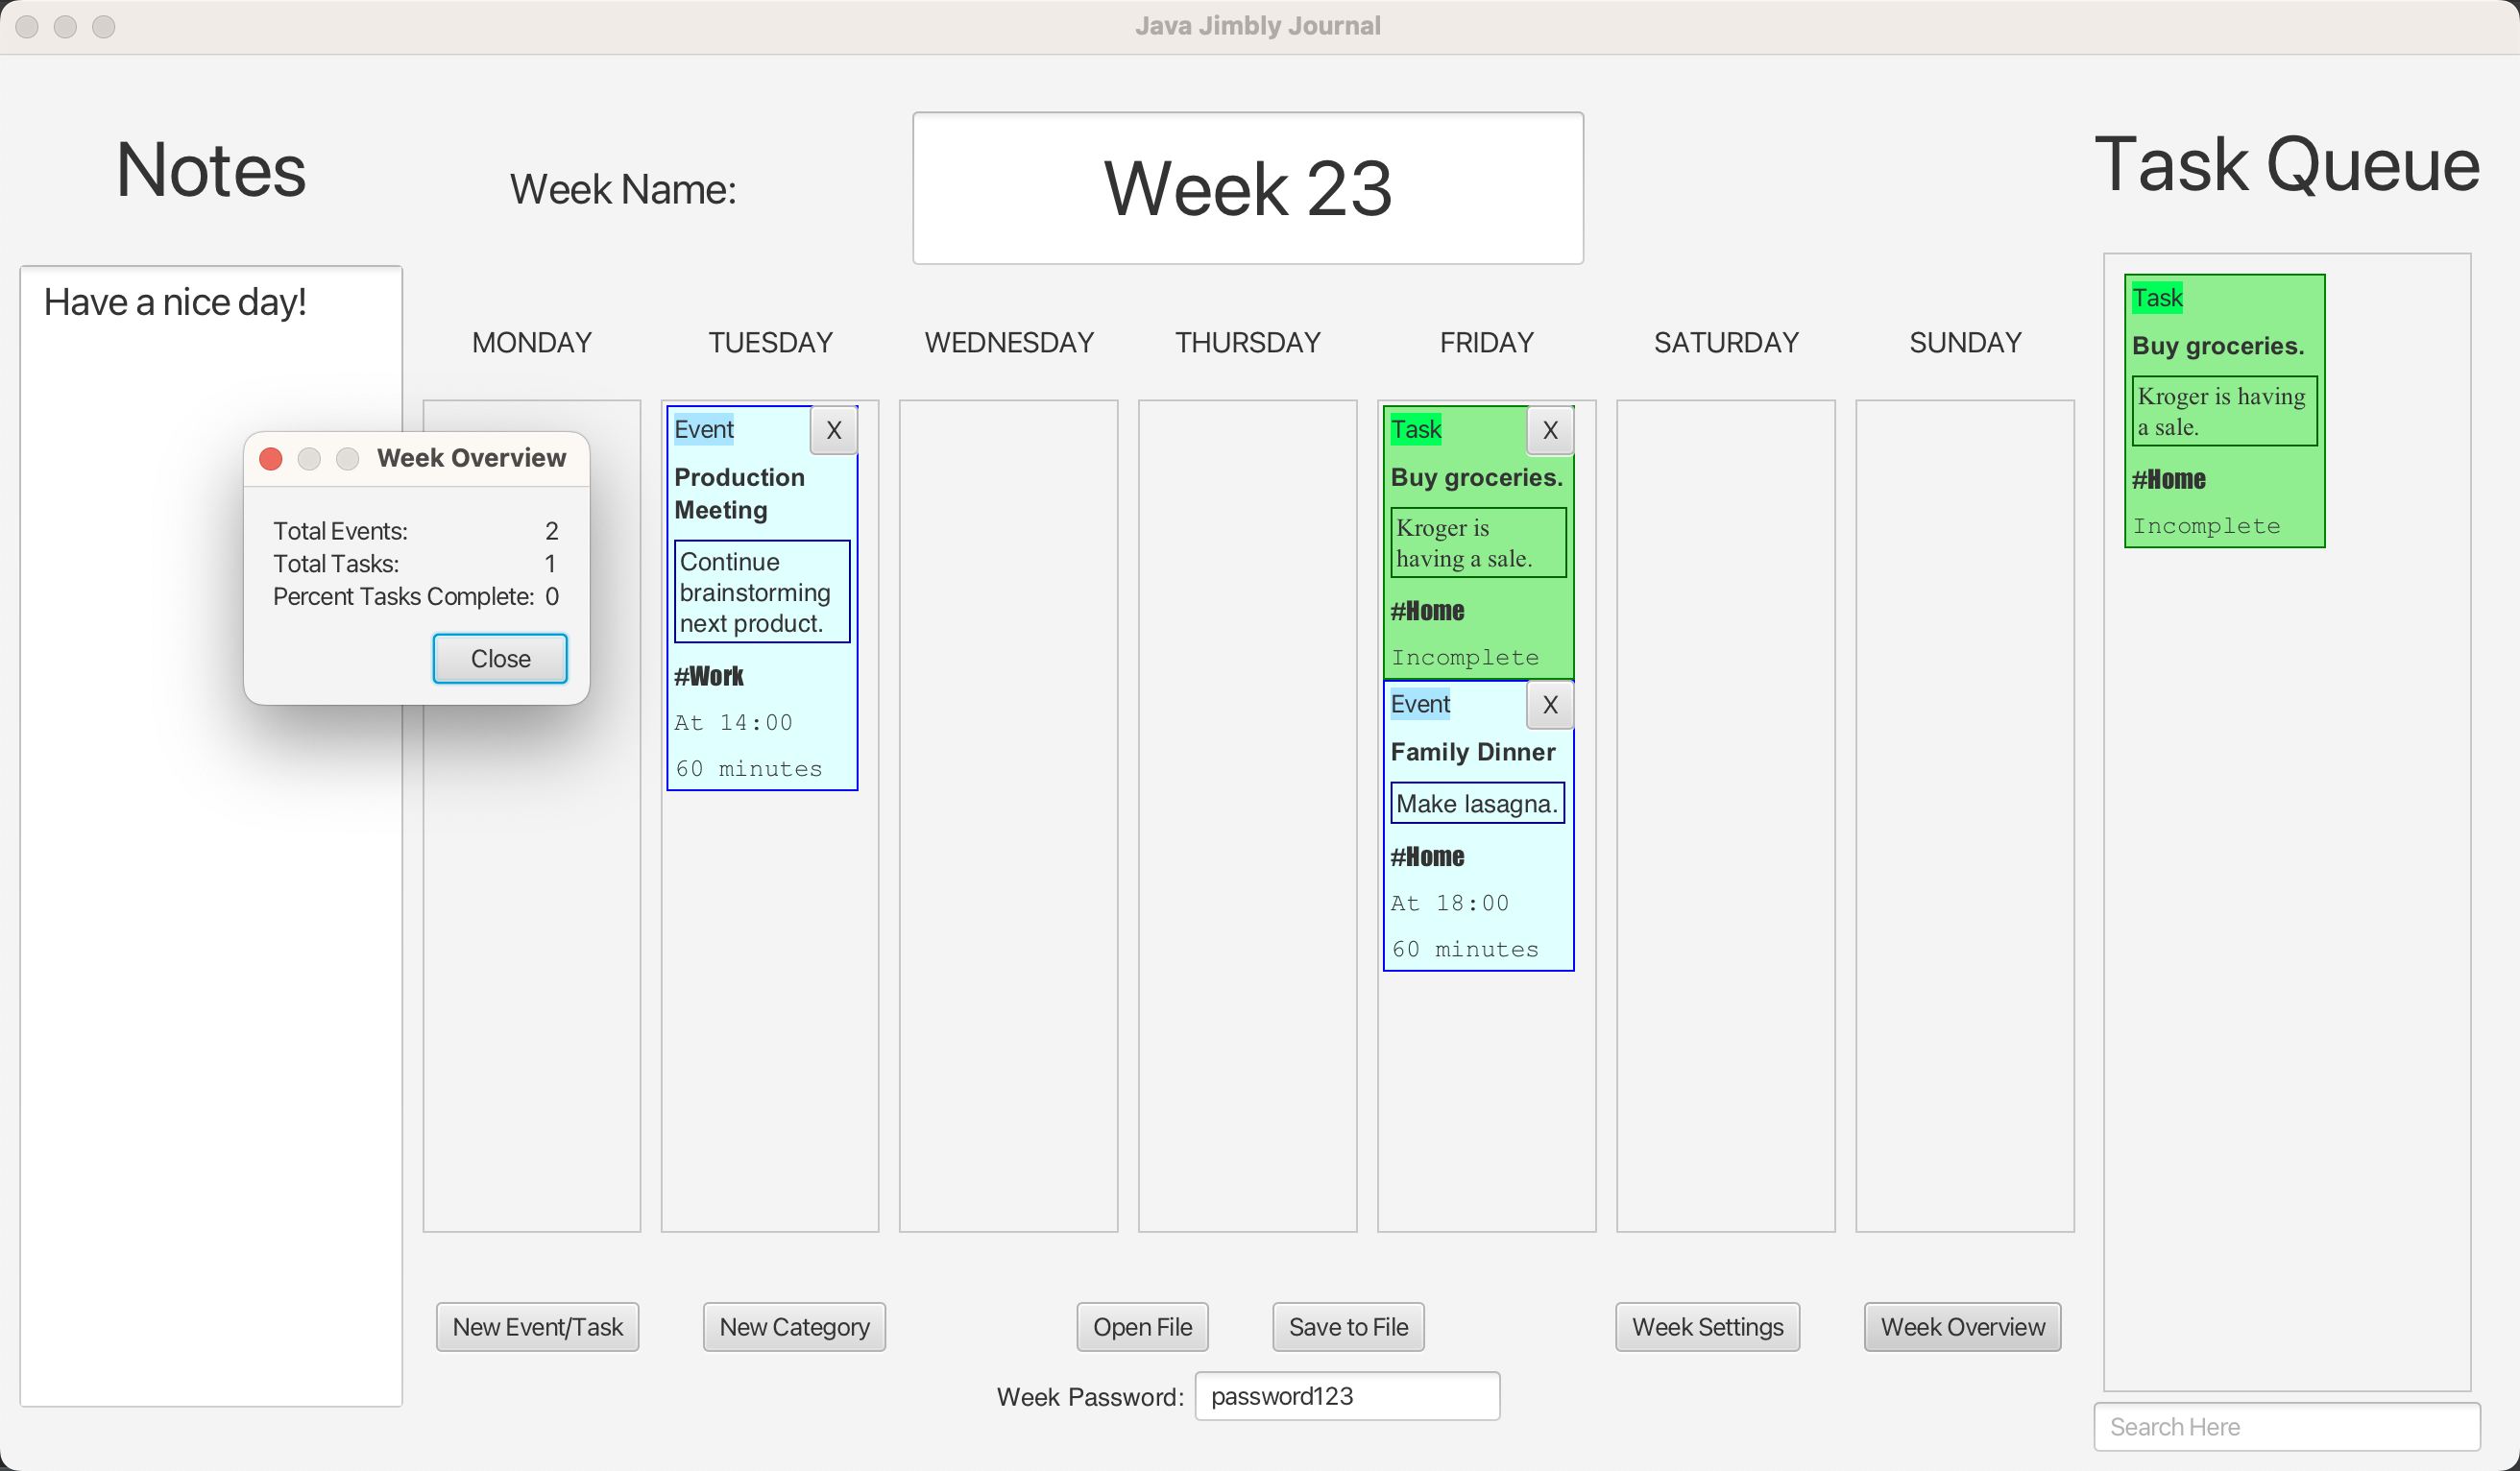 Java Jimbly Journal
Notes
Week Name:
Week 23
Task Queue
Have a nice day!
MONDAY
TUESDAY
WEDNESDAY
THURSDAY
FRIDAY
SATURDAY
SUNDAY
Week Overview
Total Events: 2
Total Tasks: 1
Percent Tasks Complete: 0
Close
Event
X
Production
Meeting
Continue
brainstorming
next product.
#Work
At 14:00
60 minutes
Task
X
Buy groceries.
Kroger is
having a sale.
#Home
Incomplete
Event
X
Family Dinner
Make lasagna.
#Home
At 18:00
60 minutes
Task
Buy groceries.
Kroger is having
a sale.
#Home
Incomplete
New Event/Task
New Category
Open File
Save to File
Week Settings
Week Overview
Week Password: password123
Search Here